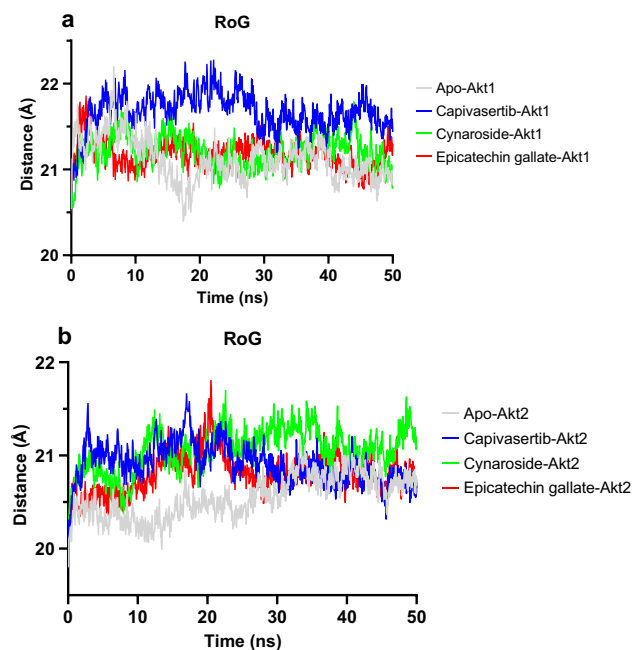 a
RoG
Distance (Å)
22
21
20
0 10 20 30 40 50
Time (ns)
Apo-Akt1
Capivasertib-Akt1
Cynaroside-Akt1
Epicatechin gallate-Akt1
b
RoG
Distance (Å)
22
21
20
0 10 20 30 40 50
Time (ns)
Apo-Akt2
Capivasertib-Akt2
Cynaroside-Akt2
Epicatechin gallate-Akt2